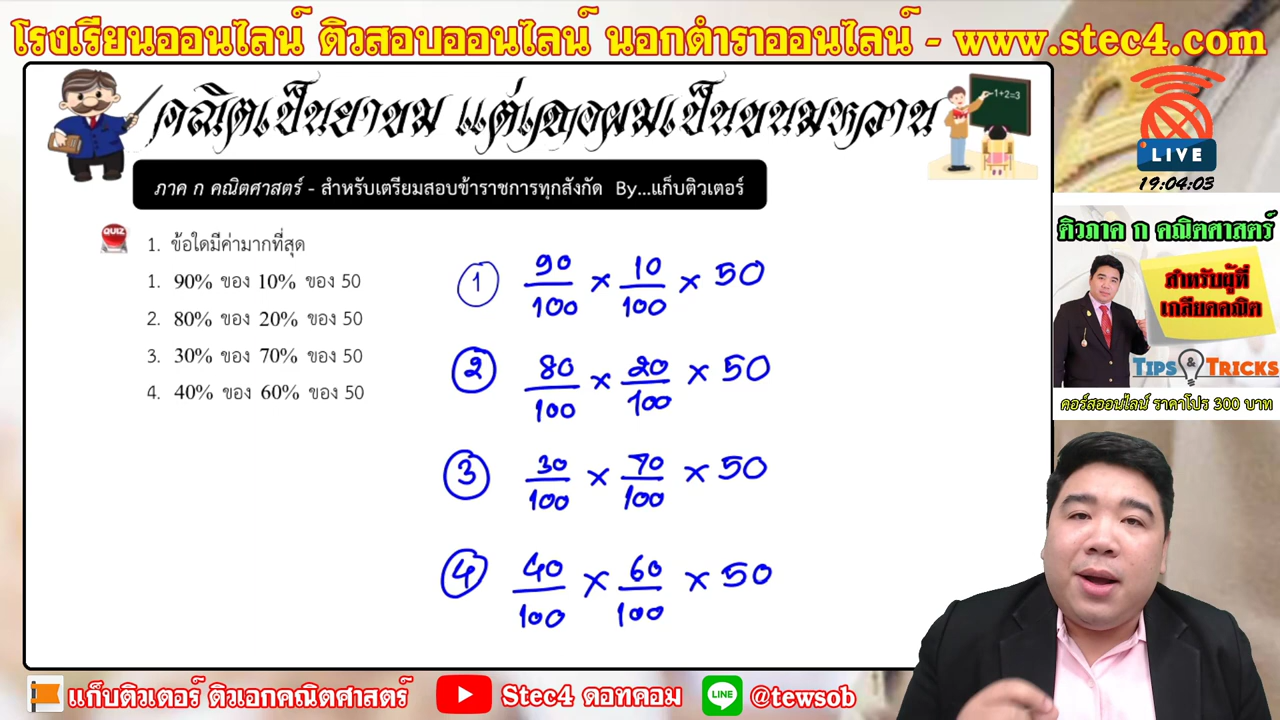 โรงเรียนออนไลน์ ติวสอบออนไลน์ นอกตำราออนไลน์ - www.stec4.com
คณิตเป็นยาขม แต่เธอผมเป็นขนมหวาน
1+2=3
LIVE
19:04:03
ภาค ก คณิตศาสตร์ - สำหรับเตรียมสอบข้าราชการทุกสังกัด By...แก็บติวเตอร์
ติวภาค ก คณิตศาสตร์
สำหรับผู้ที่
เกลียดคณิต
TIPS & TRICKS
คอร์สออนไลน์ ราคาโปร 300 บาท
QUIZ
1. ข้อใดมีค่ามากที่สุด
1. 90% ของ 10% ของ 50
2. 80% ของ 20% ของ 50
3. 30% ของ 70% ของ 50
4. 40% ของ 60% ของ 50
1 90/100 × 10/100 × 50
2 80/100 × 20/100 × 50
3 30/100 × 70/100 × 50
4 40/100 × 60/100 × 50
แก็บติวเตอร์ ติวเอกคณิตศาสตร์ Stec4 ดอทคอม LINE @tewsob